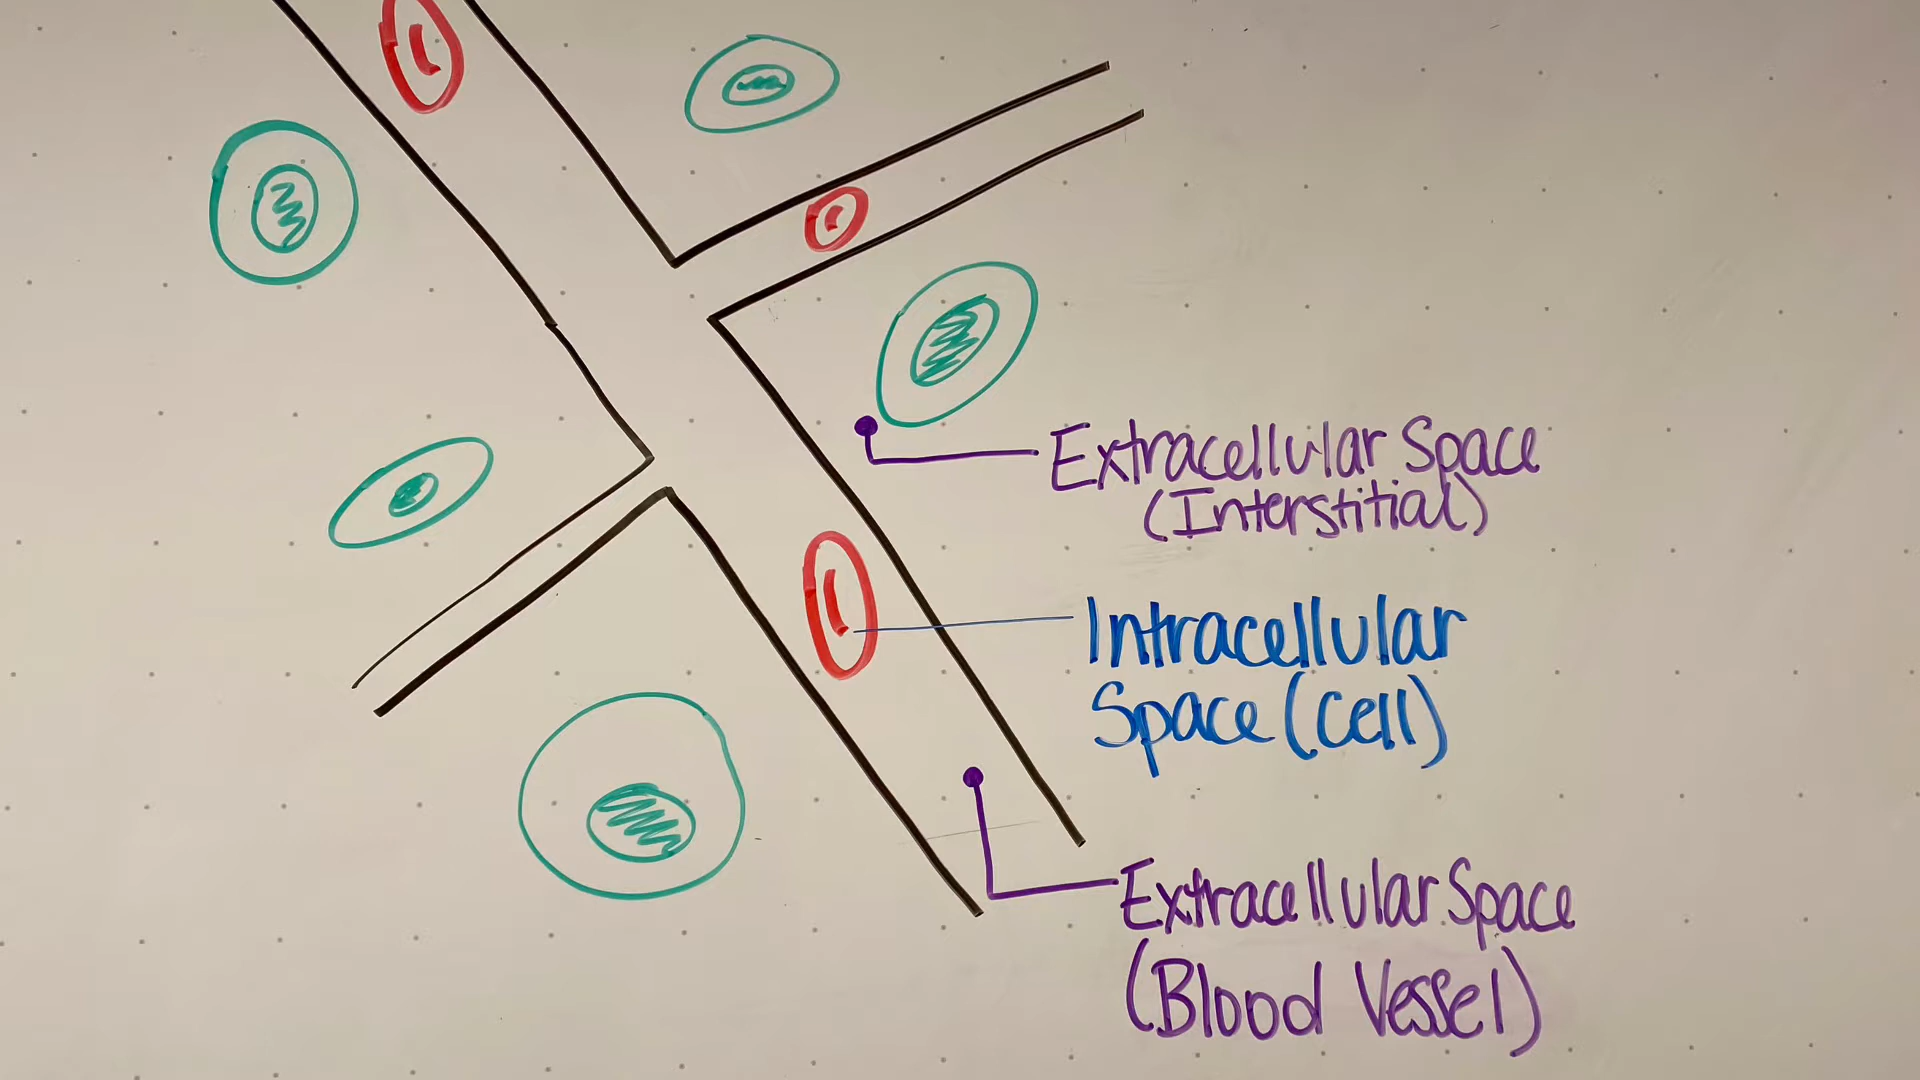 Extracellular Space
(Interstitial)
Intracellular
Space (Cell)
Extracellular Space
(Blood Vessel)